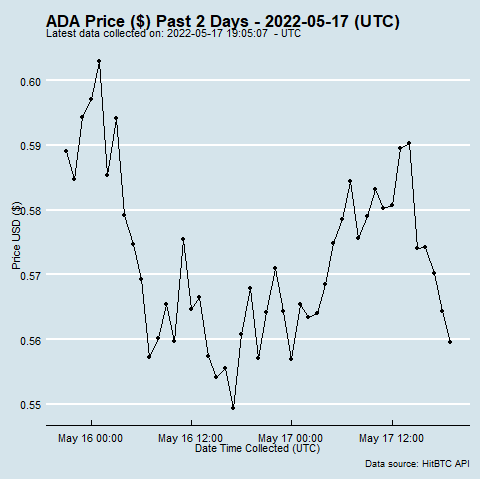 ADA Price ($) Past 2 Days - 2022-05-17 (UTC)
Latest data collected on: 2022-05-17 19:05:07 - UTC
0.60
0.59
0.58
0.57
0.56
0.55
Price USD ($)
May 16 00:00 May 16 12:00 May 17 00:00 May 17 12:00
Date Time Collected (UTC)
Data source: HitBTC API